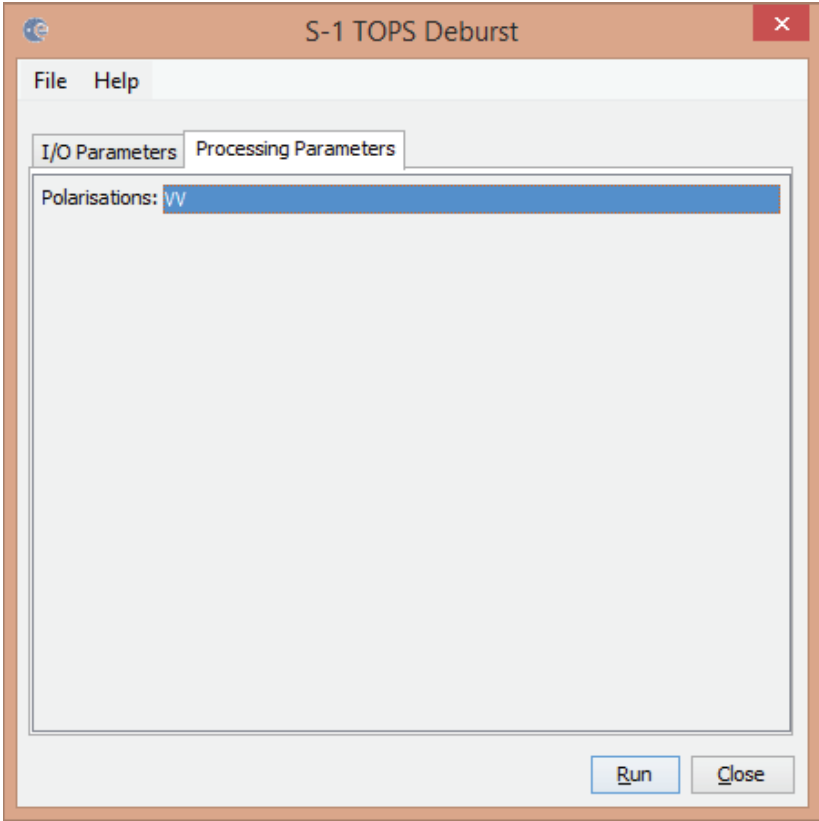 S-1 TOPS Deburst
File Help
I/O Parameters Processing Parameters
Polarisations: VV
Run Close